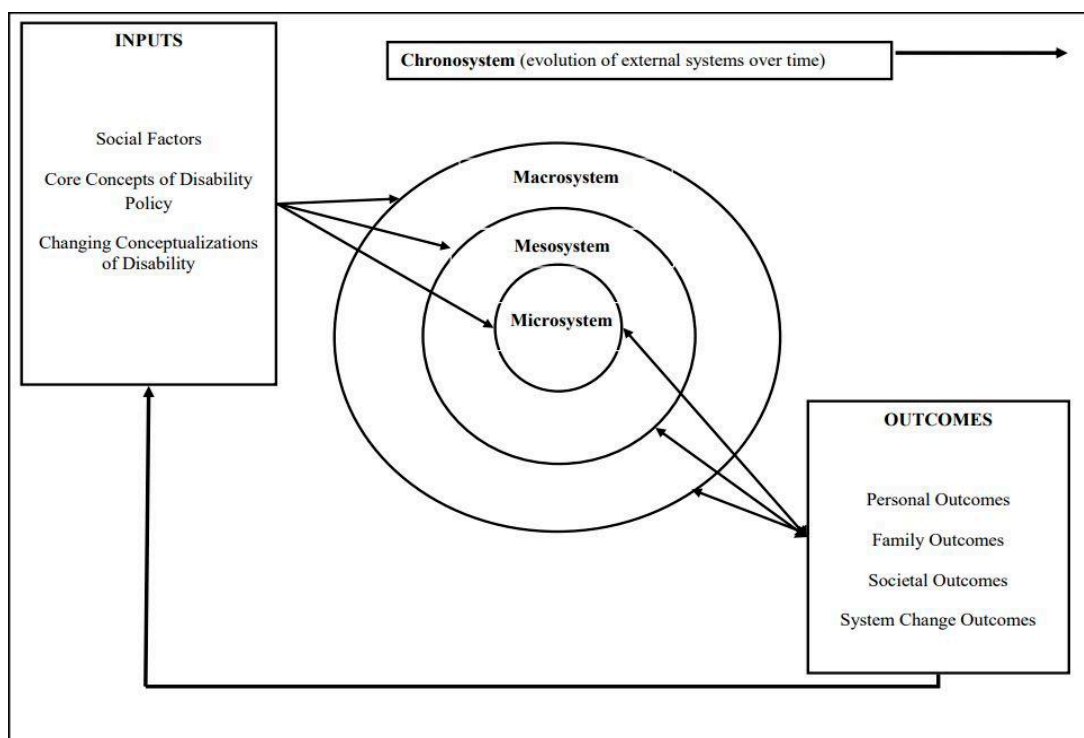 INPUTS
Social Factors
Core Concepts of Disability
Policy
Changing Conceptualizations
of Disability
Chronosystem (evolution of external systems over time)
Macrosystem
Mesosystem
Microsystem
OUTCOMES
Personal Outcomes
Family Outcomes
Societal Outcomes
System Change Outcomes